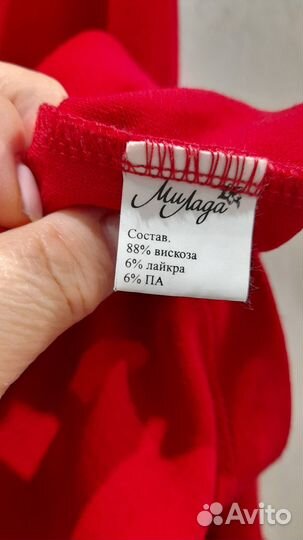 МиЛада
Состав.
88% вискоза
6% лайкра
6% ПА
Avito